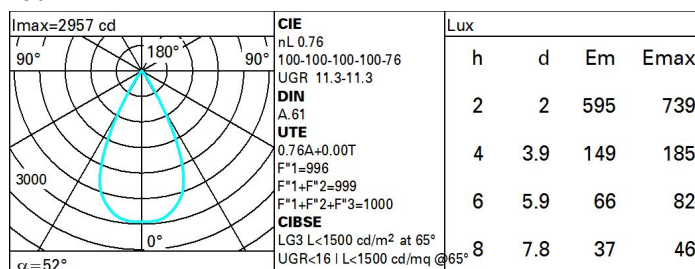 Imax=2957 cd
90°
180°
90°
3000
0°
α=52°
CIE
nL 0.76
100-100-100-100-76
UGR 11.3-11.3
DIN
A.61
UTE
0.76A+0.00T
F"1=996
F"1+F"2=999
F"1+F"2+F"3=1000
CIBSE
LG3 L<1500 cd/m² at 65°
UGR<16 | L<1500 cd/mq @65°
Lux
h d Em Emax
2 2 595 739
4 3.9 149 185
6 5.9 66 82
8 7.8 37 46